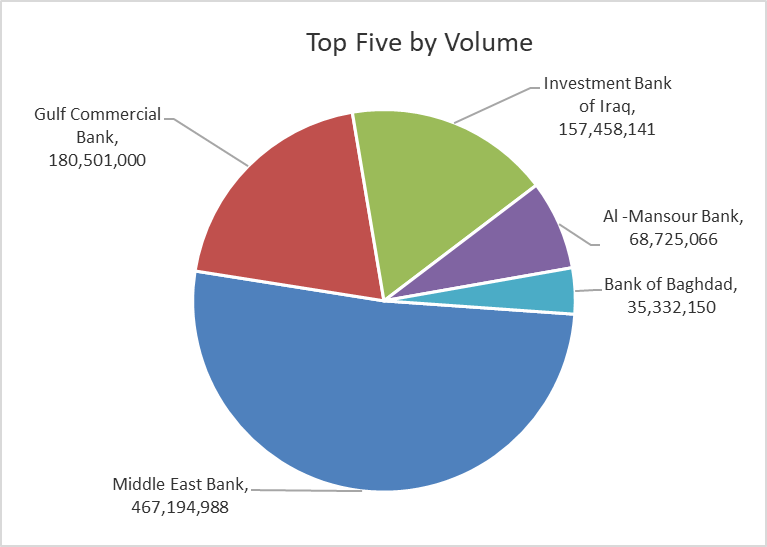 Top Five by Volume
Investment Bank
of Iraq,
157,458,141
Gulf Commercial
Bank,
180,501,000
Al -Mansour Bank,
68,725,066
Bank of Baghdad,
35,332,150
Middle East Bank,
467,194,988